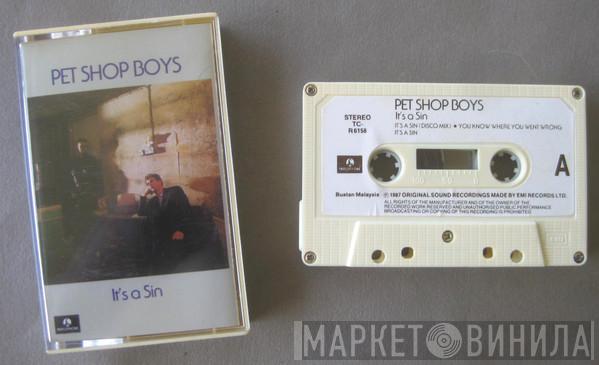 PET SHOP BOYS
It's a Sin
PARLOPHONE
PET SHOP BOYS
It's a Sin
STEREO
TC-
R 6158
IT'S A SIN (DISCO MIX) • YOU KNOW WHERE YOU WENT WRONG
IT'S A SIN
A
PARLOPHONE
Buatan Malaysia ℗ 1987 ORIGINAL SOUND RECORDINGS MADE BY EMI RECORDS LTD.
ALL RIGHTS OF THE MANUFACTURER AND OF THE OWNER OF THE
RECORDED WORK RESERVED AND UNAUTHORISED PUBLIC PERFORMANCE
BROADCASTING OR COPYING OF THIS RECORDING IS PROHIBITED
МАРКЕТ ВИНИЛА